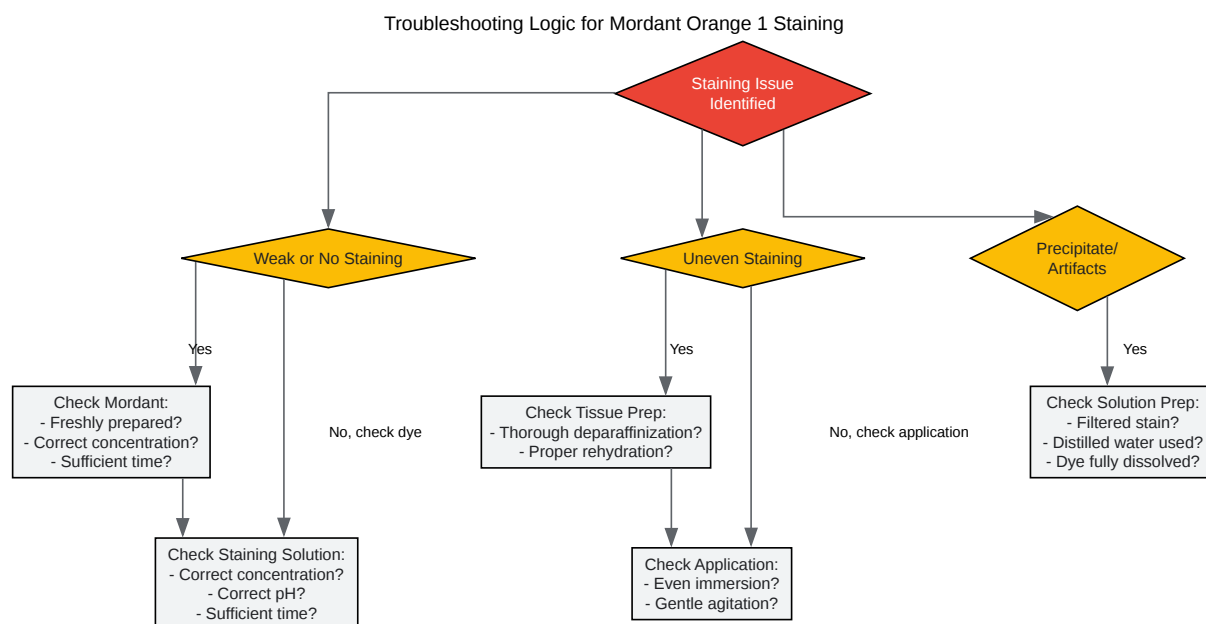 Troubleshooting Logic for Mordant Orange 1 Staining
Staining Issue
Identified
Weak or No Staining
Uneven Staining
Precipitate/
Artifacts
Yes
Yes
Yes
Check Mordant:
- Freshly prepared?
- Correct concentration?
- Sufficient time?
No, check dye
Check Tissue Prep:
- Thorough deparaffinization?
- Proper rehydration?
No, check application
Check Solution Prep:
- Filtered stain?
- Distilled water used?
- Dye fully dissolved?
Check Staining Solution:
- Correct concentration?
- Correct pH?
- Sufficient time?
Check Application:
- Even immersion?
- Gentle agitation?